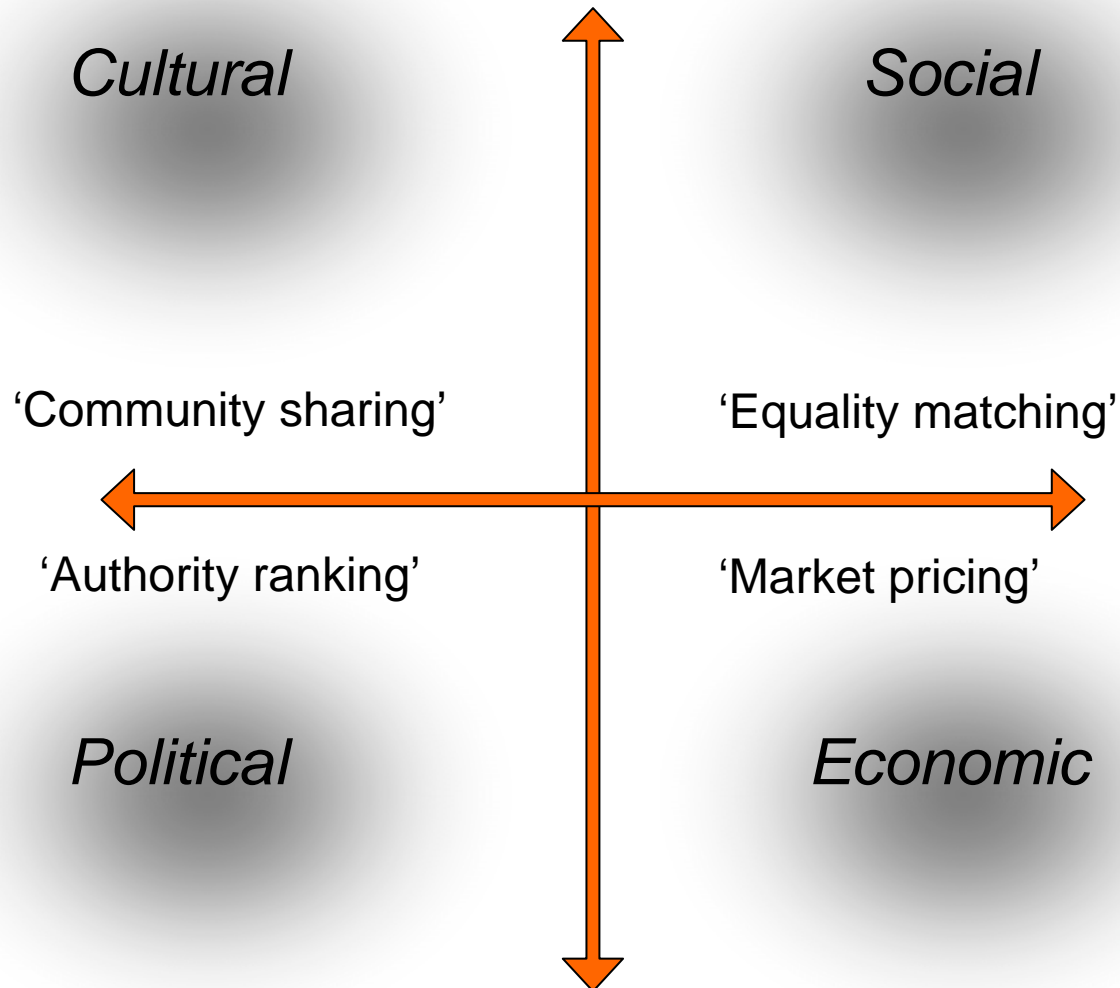 Cultural
Social
‘Community sharing’
‘Equality matching’
‘Authority ranking’
‘Market pricing’
Political
Economic